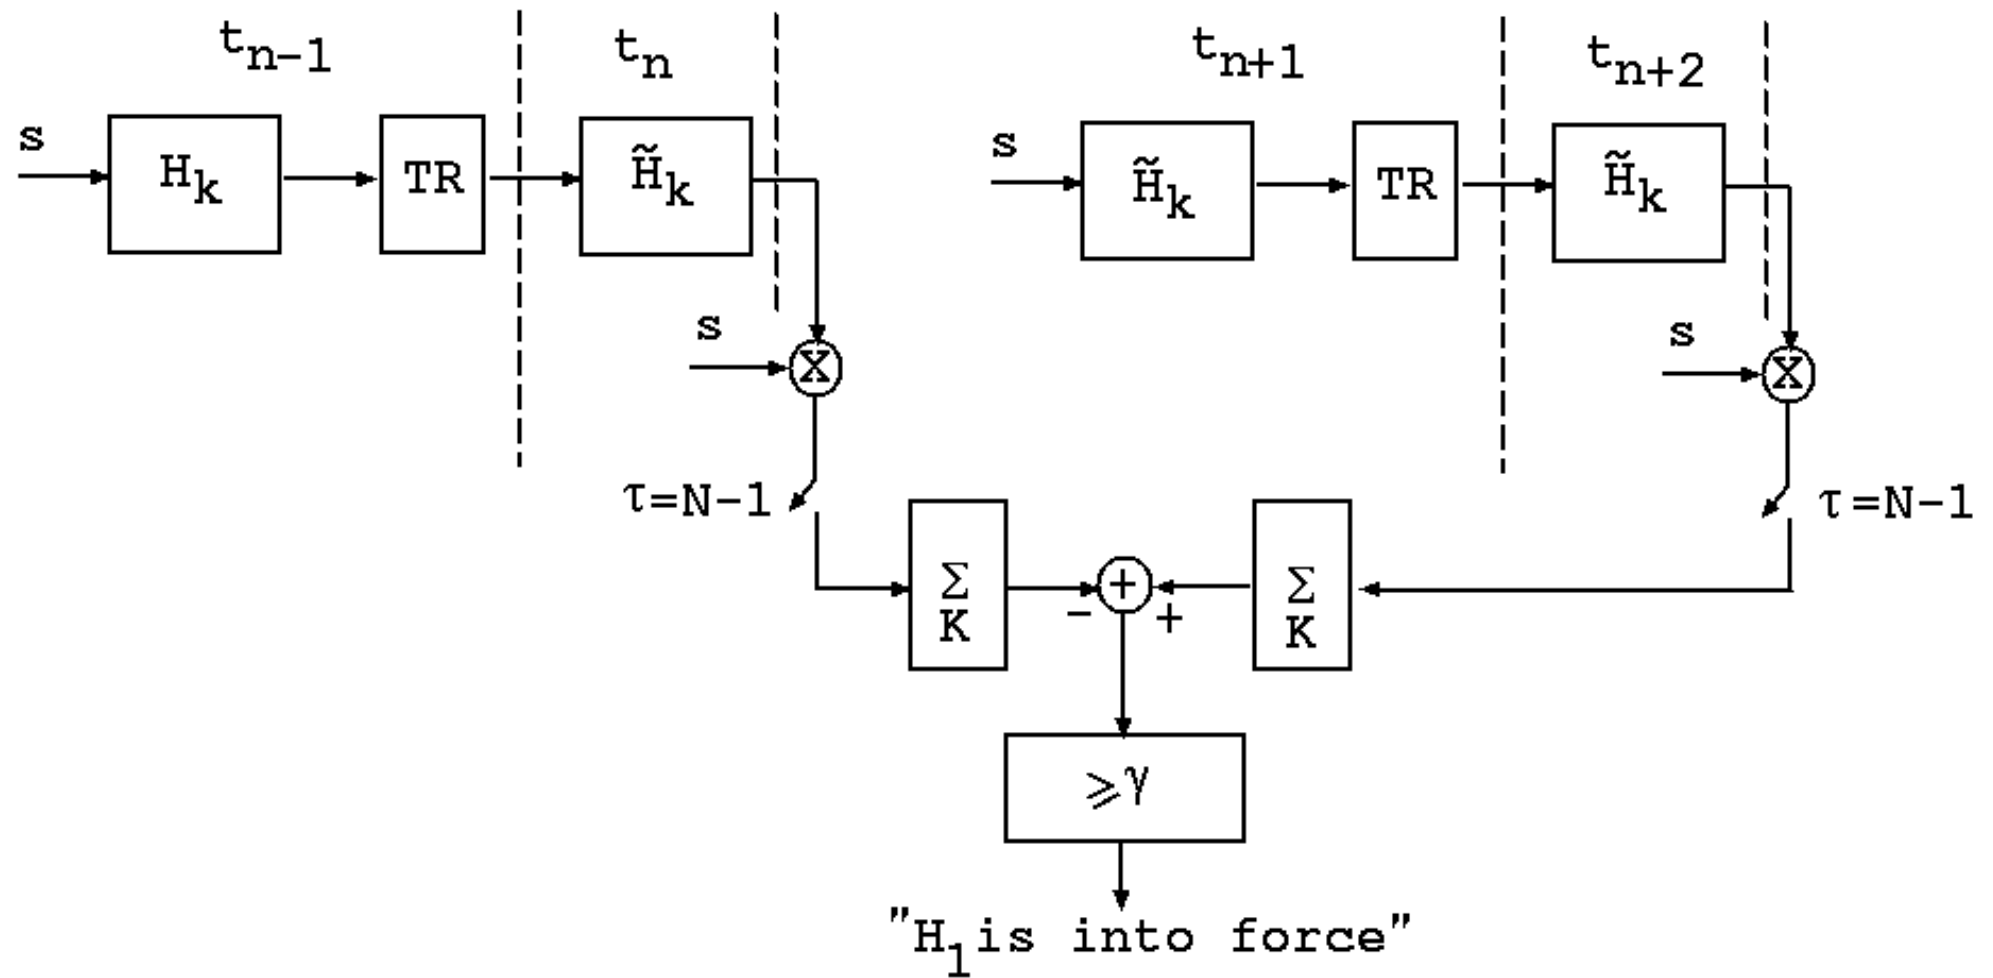 t_{n-1} t_n t_{n+1} t_{n+2}
s H_k TR H̃_k s H̃_k TR H̃_k
s X s X
τ=N-1 τ=N-1
Σ K - + + Σ K
≥γ
"H_1 is into force"